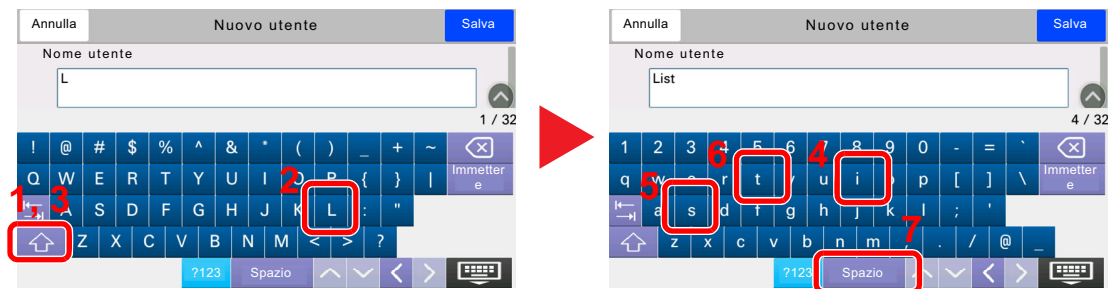 Annulla Nuovo utente Salva
Nome utente
L
1 / 32
! @ # $ % ^ & * ( ) _ + ~
Q W E R T Y U I O P { } | Immetter
e
A S D F G H J K L : "
Z X C V B N M < > ?
?123 Spazio
1, 3
2
Annulla Nuovo utente Salva
Nome utente
List
4 / 32
1 2 3 4 5 6 7 8 9 0 - = `
q w e r t y u i o p [ ] \ Immetter
e
a s d f g h j k l ; '
z x c v b n m , . / @ _
?123 Spazio
6
4
5
7